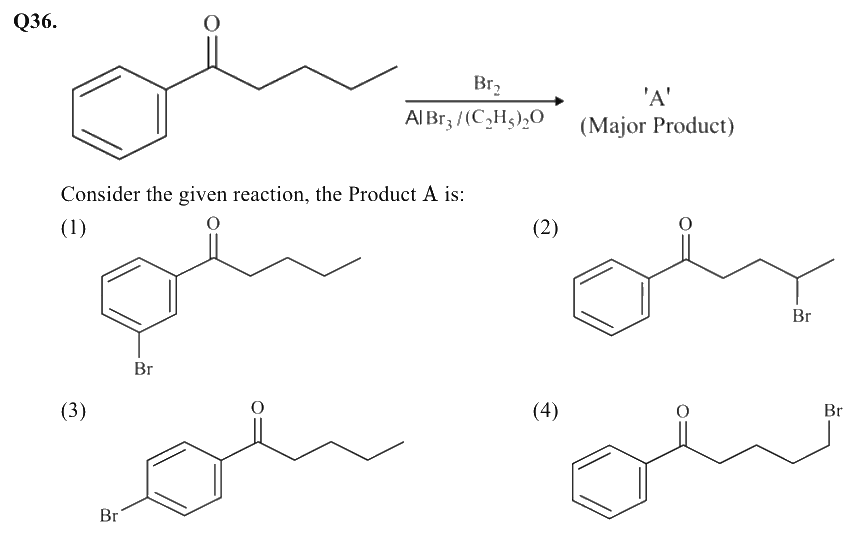 Q36.
O
Br₂
AlBr₃ / (C₂H₅)₂O
'A'
(Major Product)
Consider the given reaction, the Product A is:
(1)
O
Br
(2)
O
Br
(3)
O
Br
(4)
O
Br